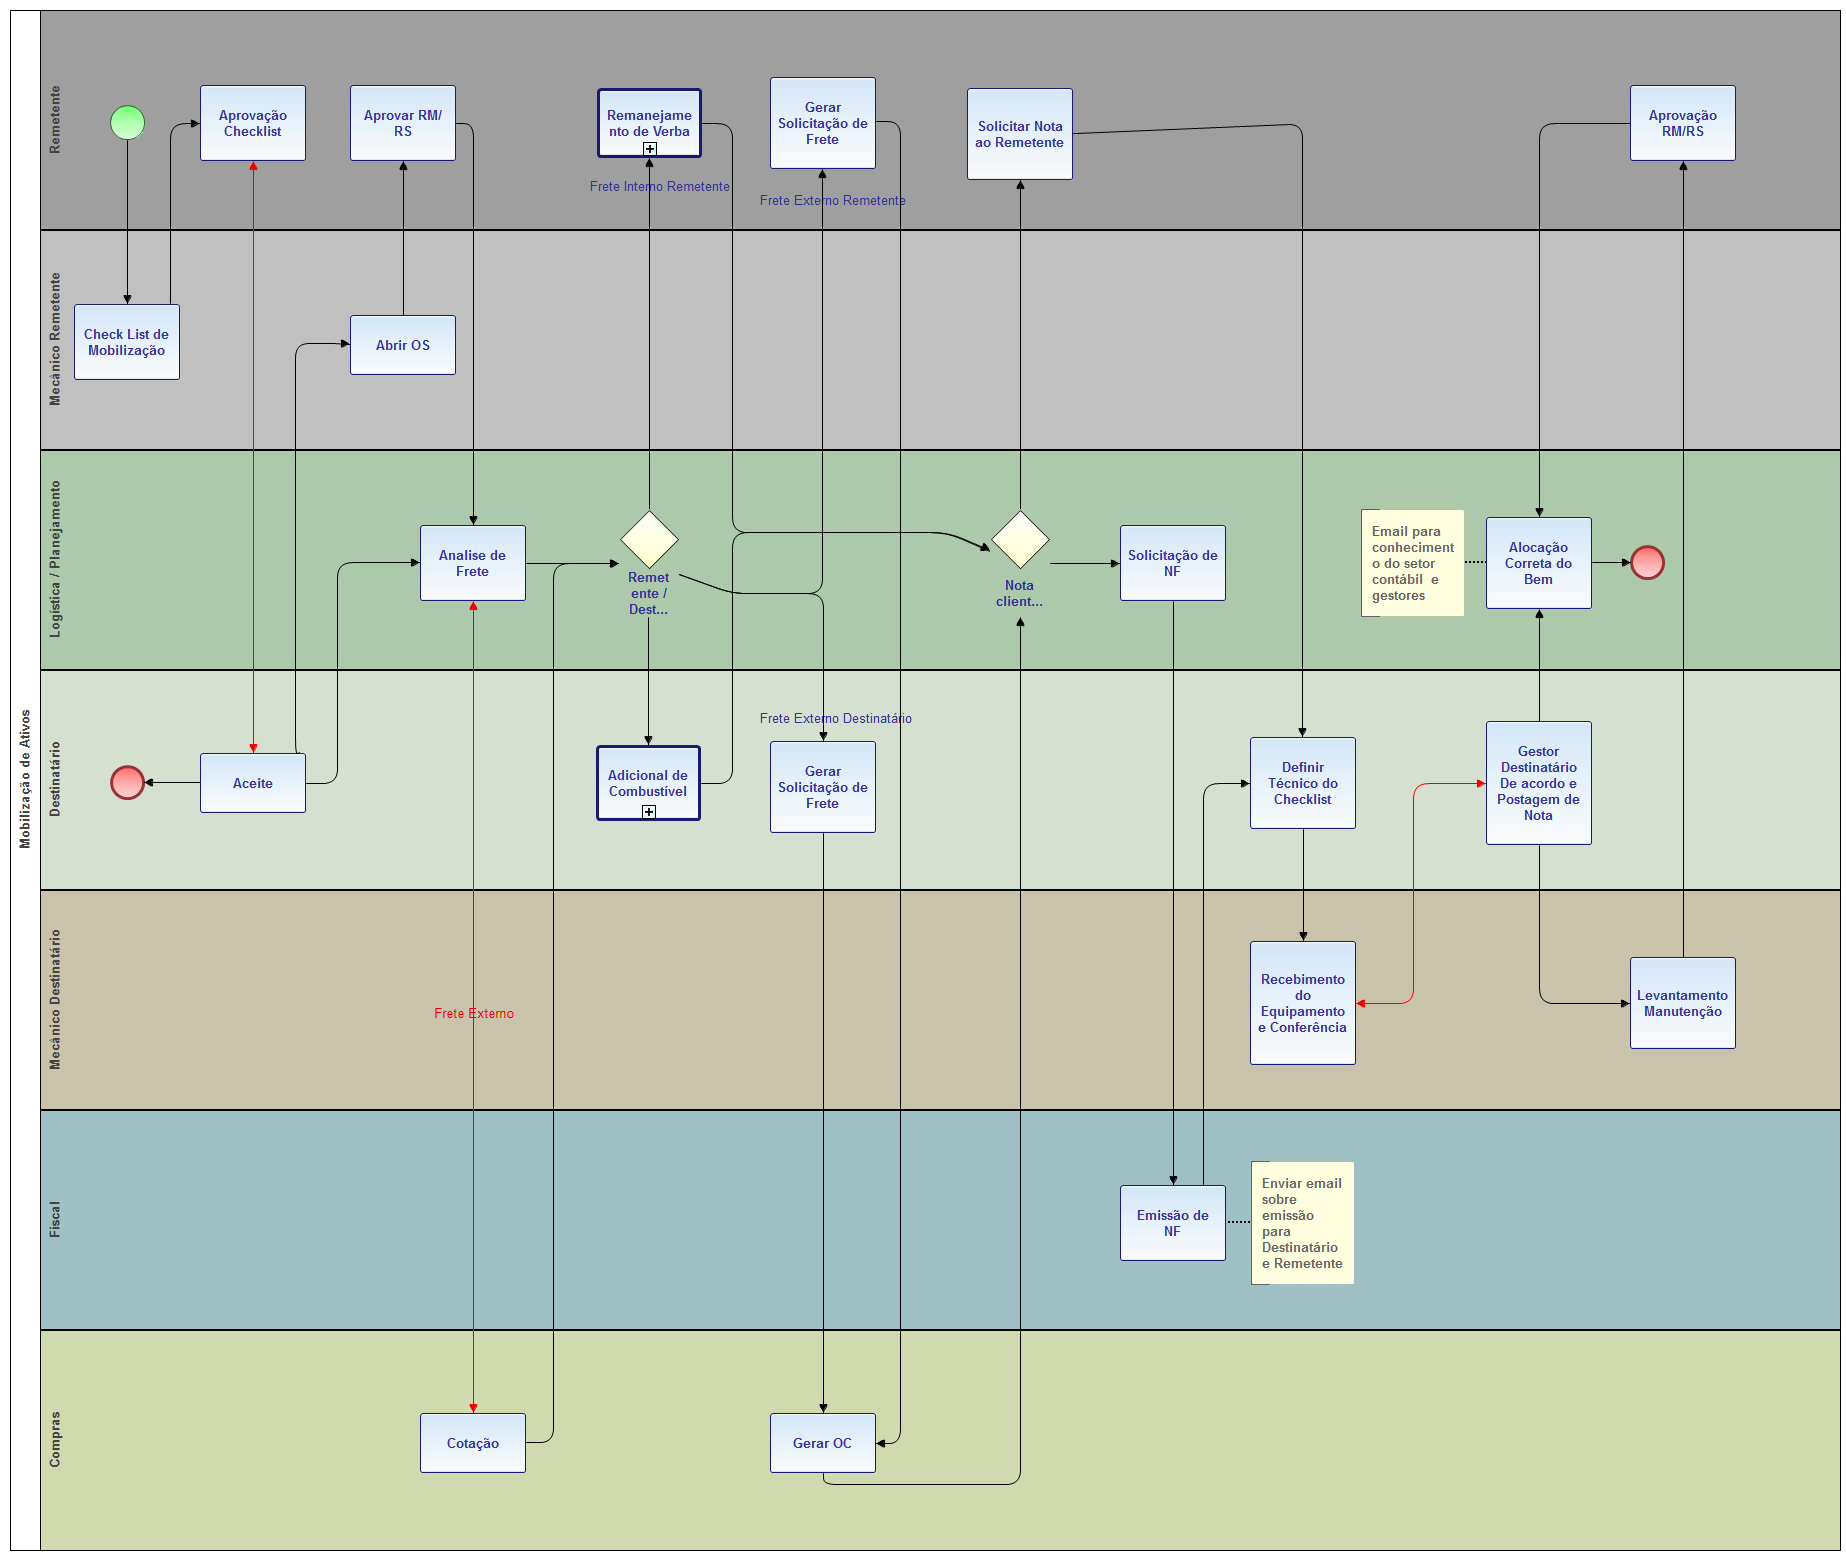 Mobilização de Ativos
Remetente
Aprovação
Checklist
Aprovar RM/
RS
Remanejame
nto de Verba
Frete Interno Remetente
Gerar
Solicitação de
Frete
Frete Externo Remetente
Solicitar Nota
ao Remetente
Aprovação
RM/RS
Mecânico Remetente
Check List de
Mobilização
Abrir OS
Logística / Planejamento
Analise de
Frete
Remet
ente /
Dest...
Nota
client...
Solicitação de
NF
Email para
conheciment
o do setor
contábil e
gestores
Alocação
Correta do
Bem
Destinatário
Aceite
Adicional de
Combustível
Frete Externo Destinatário
Gerar
Solicitação de
Frete
Definir
Técnico do
Checklist
Gestor
Destinatário
De acordo e
Postagem de
Nota
Mecânico Destinatário
Frete Externo
Recebimento
do
Equipamento
e Conferência
Levantamento
Manutenção
Fiscal
Emissão de
NF
Enviar email
sobre
emissão
para
Destinatário
e Remetente
Compras
Cotação
Gerar OC